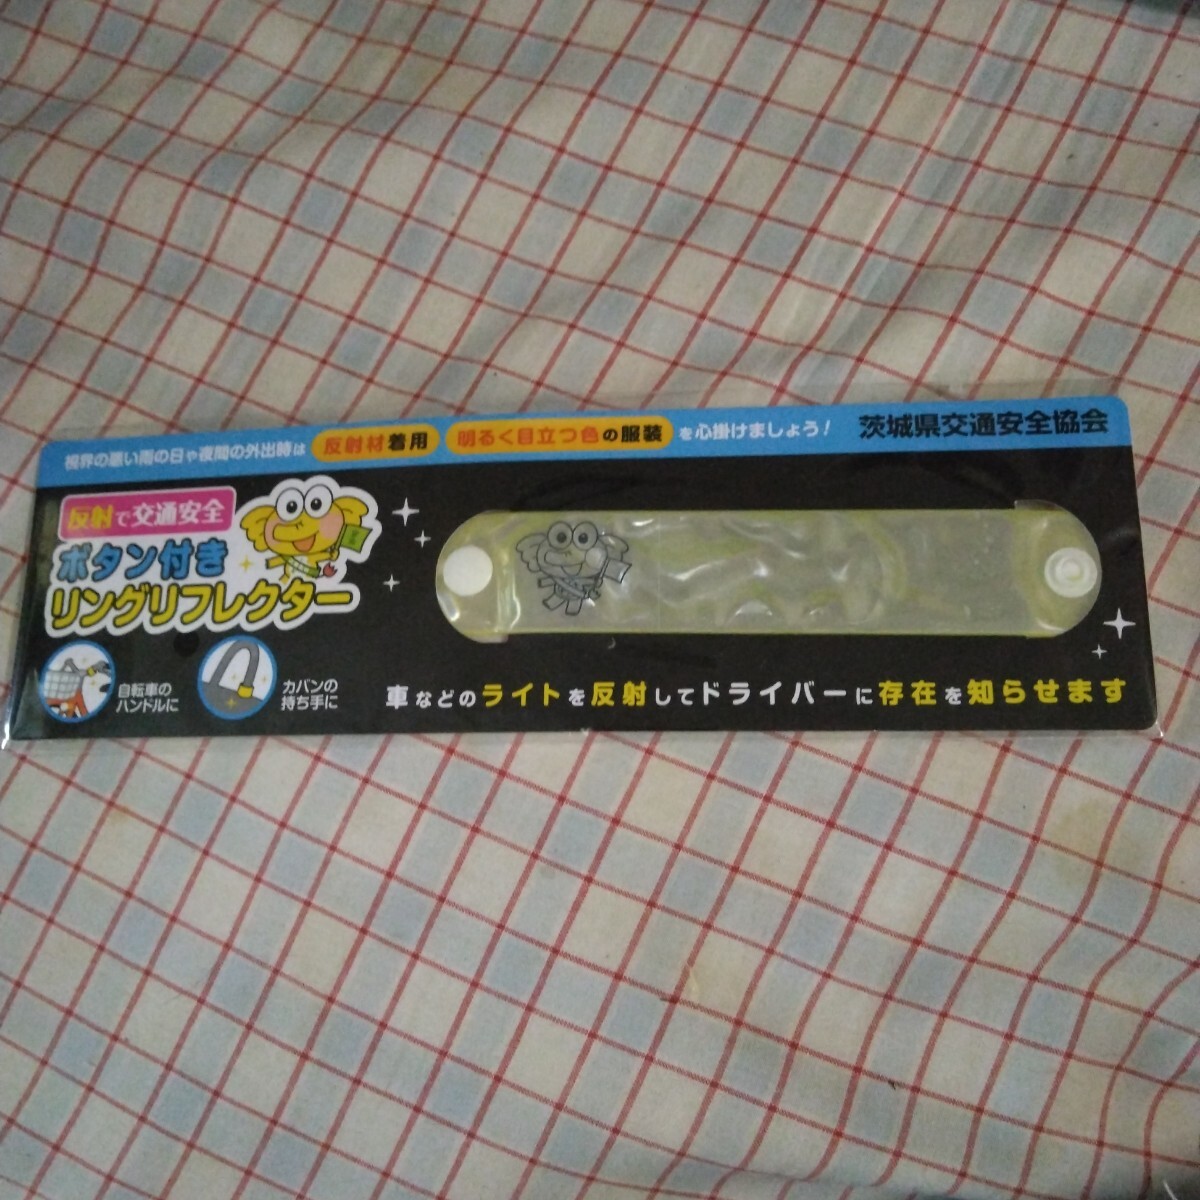 視界の悪い雨の日や夜間の外出時は 反射材着用 明るく目立つ色の服装 を心掛けましょう！ 茨城県交通安全協会
反射で交通安全
ボタン付き
リングリフレクター
自転車の
ハンドルに
カバンの
持ち手に
車などのライトを反射してドライバーに存在を知らせます